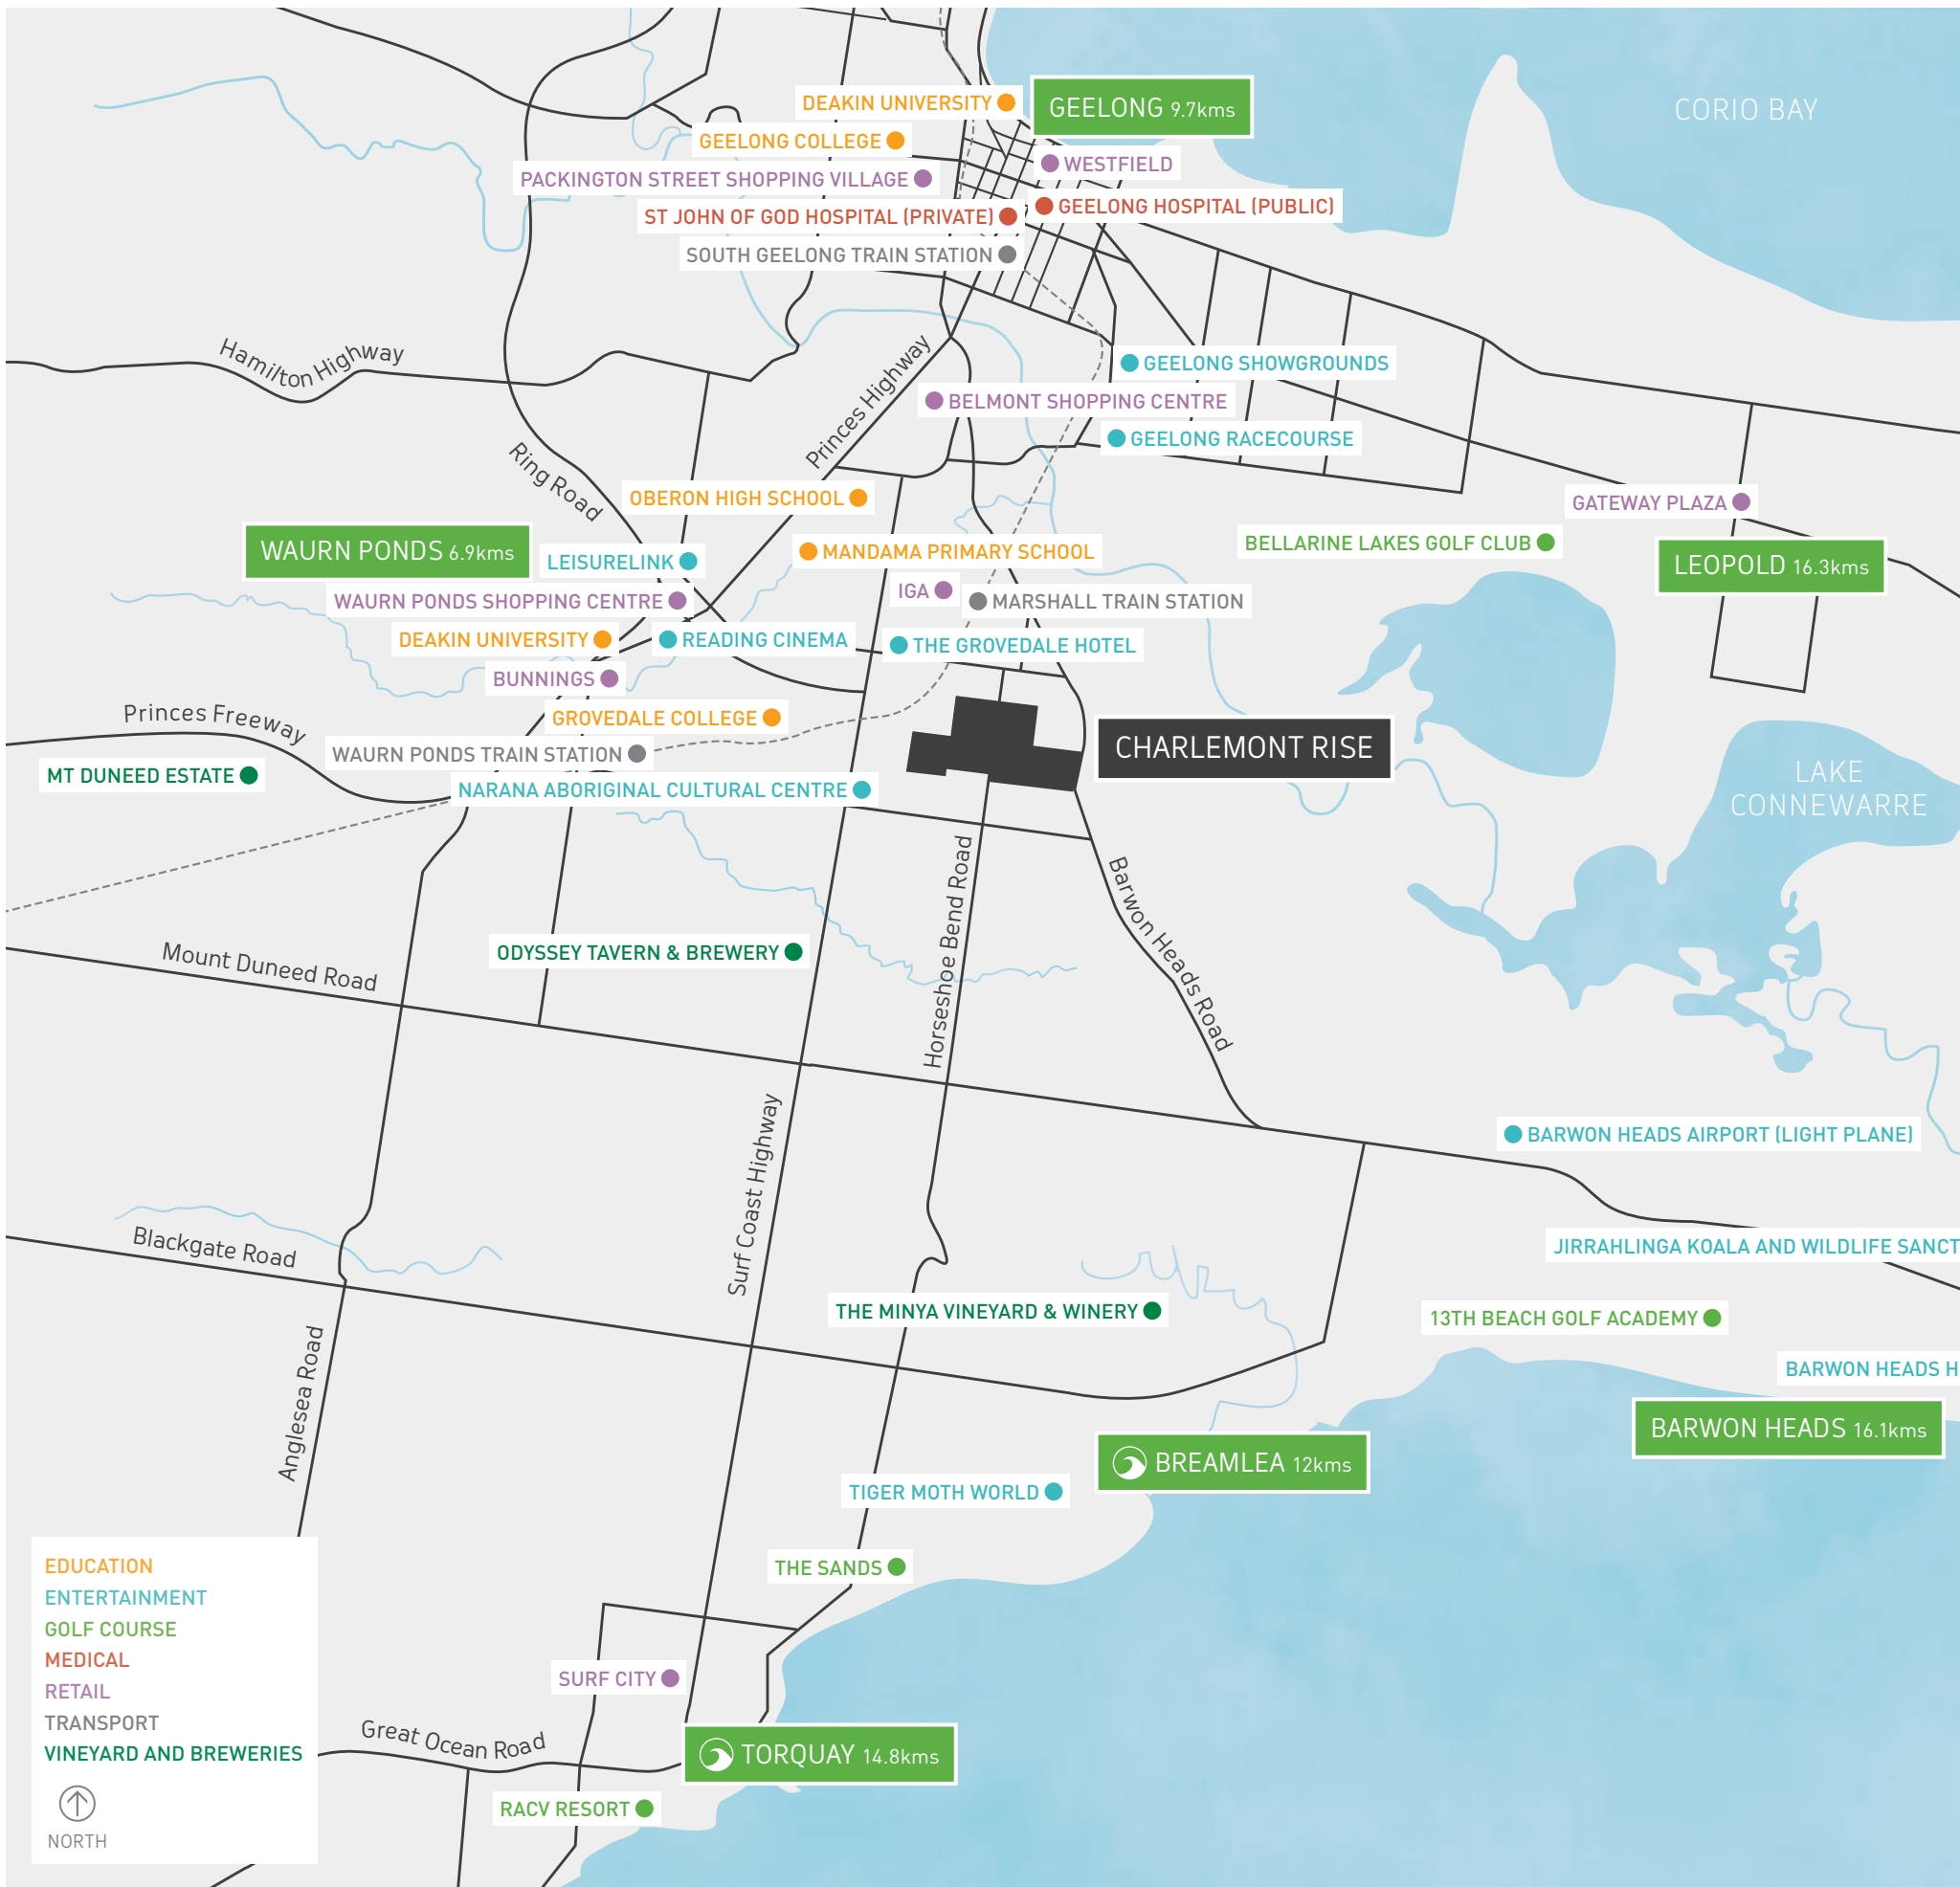 DEAKIN UNIVERSITY
GEELONG 9.7kms
CORIO BAY
GEELONG COLLEGE
WESTFIELD
PACKINGTON STREET SHOPPING VILLAGE
ST JOHN OF GOD HOSPITAL (PRIVATE)
GEELONG HOSPITAL (PUBLIC)
SOUTH GEELONG TRAIN STATION
Hamilton Highway
Princes Highway
GEELONG SHOWGROUNDS
BELMONT SHOPPING CENTRE
GEELONG RACECOURSE
Ring Road
OBERON HIGH SCHOOL
GATEWAY PLAZA
WAURN PONDS 6.9kms
LEISURELINK
MANDAMA PRIMARY SCHOOL
BELLARINE LAKES GOLF CLUB
LEOPOLD 16.3kms
WAURN PONDS SHOPPING CENTRE
IGA
MARSHALL TRAIN STATION
DEAKIN UNIVERSITY
READING CINEMA
THE GROVEDALE HOTEL
BUNNINGS
Princes Freeway
GROVEDALE COLLEGE
WAURN PONDS TRAIN STATION
CHARLEMONT RISE
MT DUNEED ESTATE
NARANA ABORIGINAL CULTURAL CENTRE
LAKE
CONNEWARRE
Horseshoe Bend Road
Barwon Heads Road
Mount Duneed Road
ODYSSEY TAVERN & BREWERY
Surf Coast Highway
BARWON HEADS AIRPORT (LIGHT PLANE)
Blackgate Road
JIRRAHLINGA KOALA AND WILDLIFE SANCT
THE MINYA VINEYARD & WINERY
13TH BEACH GOLF ACADEMY
Anglesea Road
BARWON HEADS H
BARWON HEADS 16.1kms
BREAMLEA 12kms
TIGER MOTH WORLD
THE SANDS
EDUCATION
ENTERTAINMENT
GOLF COURSE
MEDICAL
RETAIL
TRANSPORT
VINEYARD AND BREWERIES
NORTH
SURF CITY
Great Ocean Road
TORQUAY 14.8kms
RACV RESORT